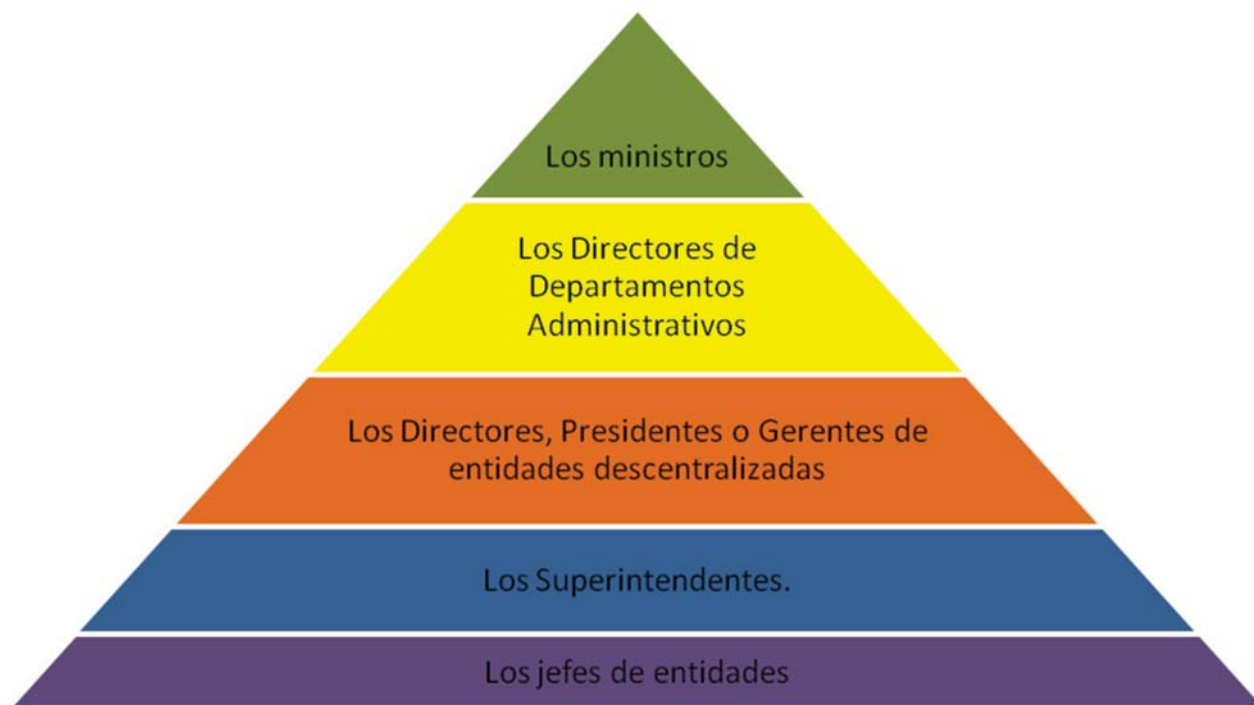 Los ministros
Los Directores de
Departamentos
Administrativos
Los Directores, Presidentes o Gerentes de
entidades descentralizadas
Los Superintendentes.
Los jefes de entidades